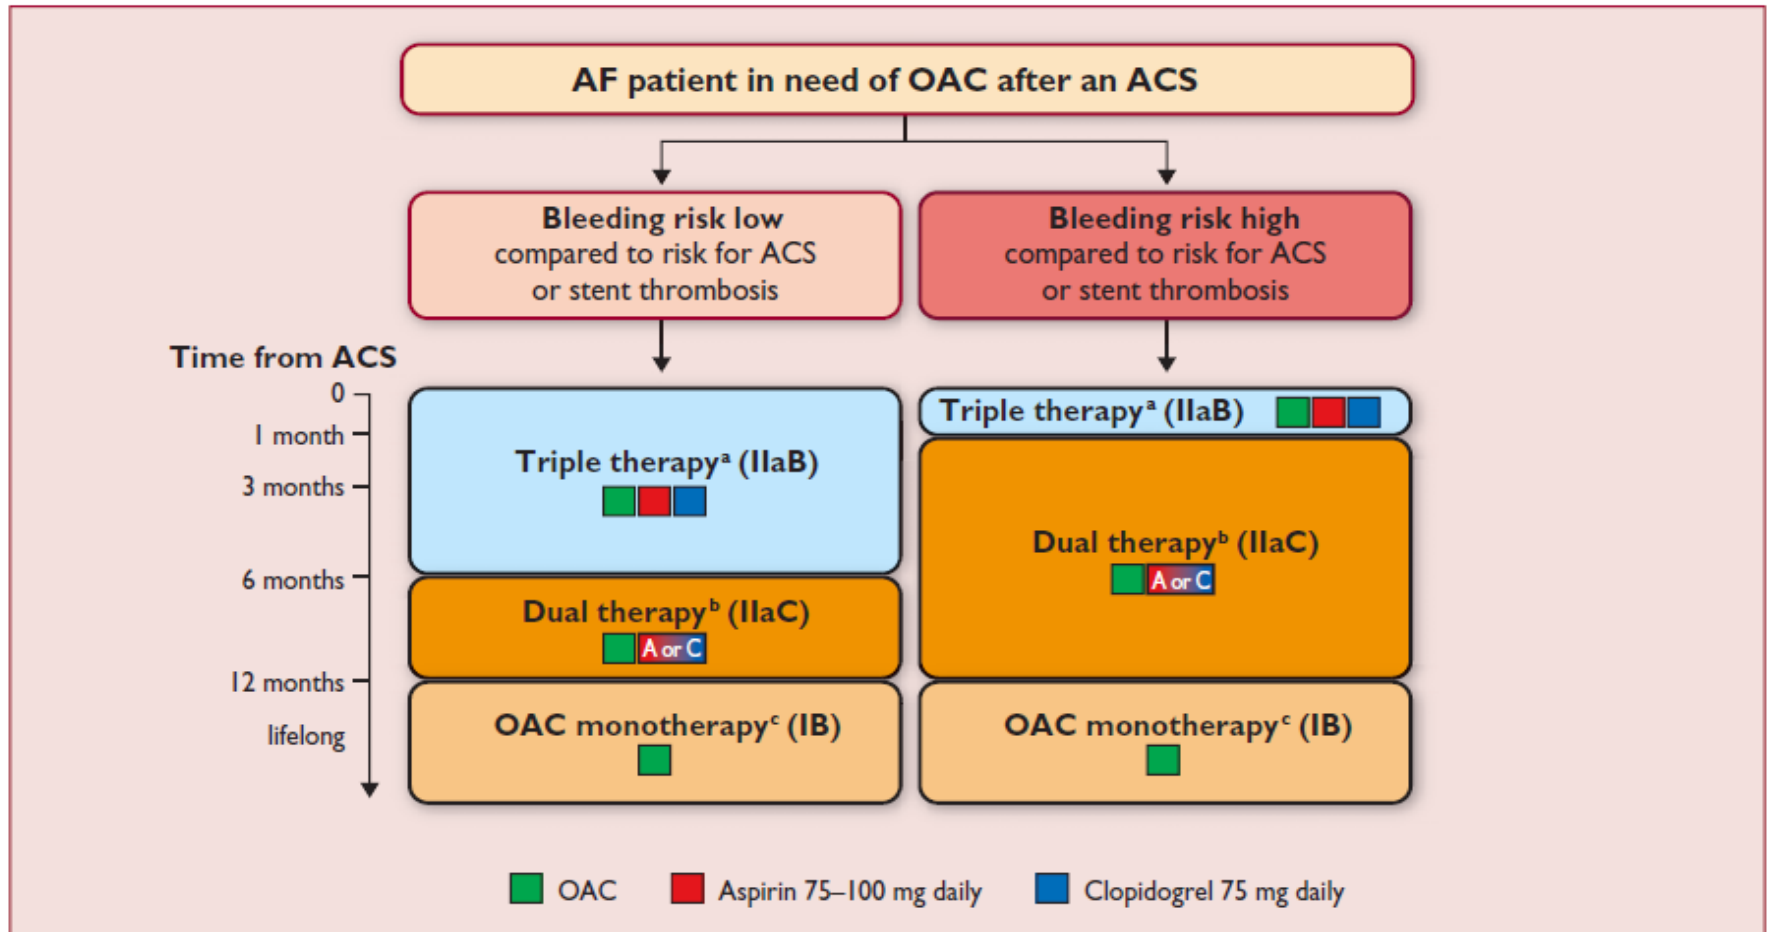 AF patient in need of OAC after an ACS
Bleeding risk low
compared to risk for ACS
or stent thrombosis
Bleeding risk high
compared to risk for ACS
or stent thrombosis
Time from ACS
0
1 month
3 months
6 months
12 months
lifelong
Triple therapyᵃ (IIaB)
Dual therapyᵇ (IIaC)
A or C
OAC monotherapyᶜ (IB)
Triple therapyᵃ (IIaB)
Dual therapyᵇ (IIaC)
A or C
OAC monotherapyᶜ (IB)
OAC
Aspirin 75–100 mg daily
Clopidogrel 75 mg daily